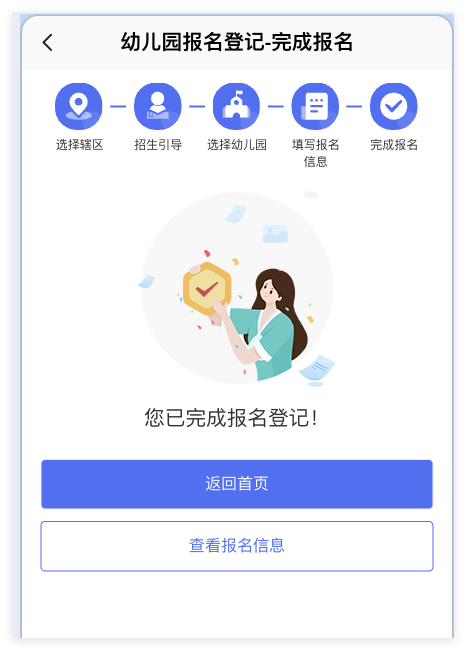 幼儿园报名登记-完成报名
选择辖区
招生引导
选择幼儿园
填写报名
信息
完成报名
您已完成报名登记！
返回首页
查看报名信息